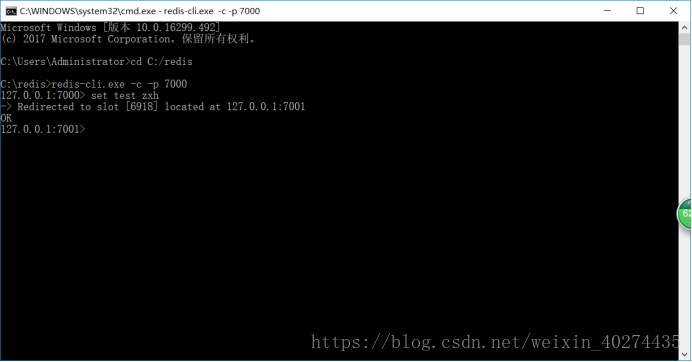 C:\WINDOWS\system32\cmd.exe - redis-cli.exe -c -p 7000
Microsoft Windows [版本 10.0.16299.492]
(c) 2017 Microsoft Corporation。保留所有权利。
C:\Users\Administrator>cd C:/redis
C:\redis>redis-cli.exe -c -p 7000
127.0.0.1:7000> set test zxh
-> Redirected to slot [6918] located at 127.0.0.1:7001
OK
127.0.0.1:7001>
62
https://blog.csdn.net/weixin_40274435